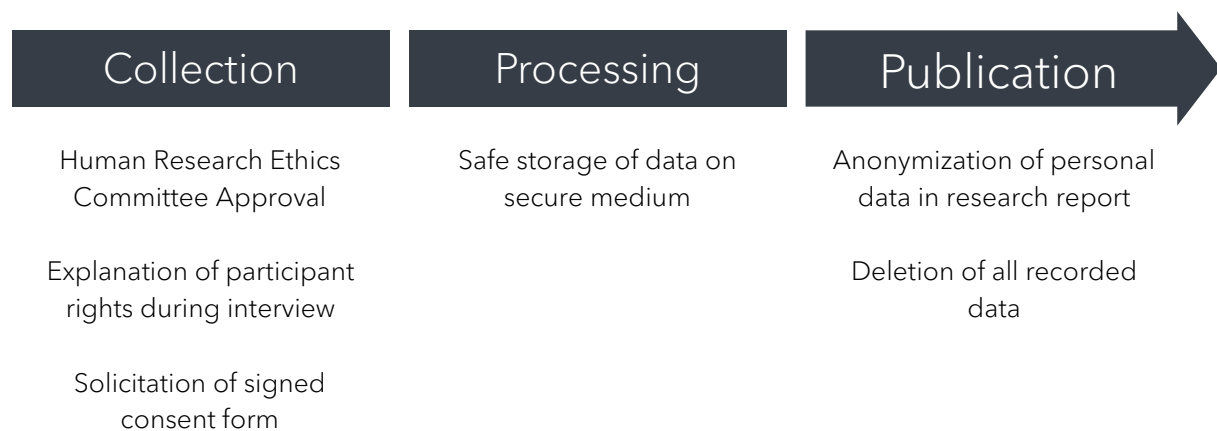 Collection
Human Research Ethics
Committee Approval
Explanation of participant
rights during interview
Solicitation of signed
consent form
Processing
Safe storage of data on
secure medium
Publication
Anonymization of personal
data in research report
Deletion of all recorded
data